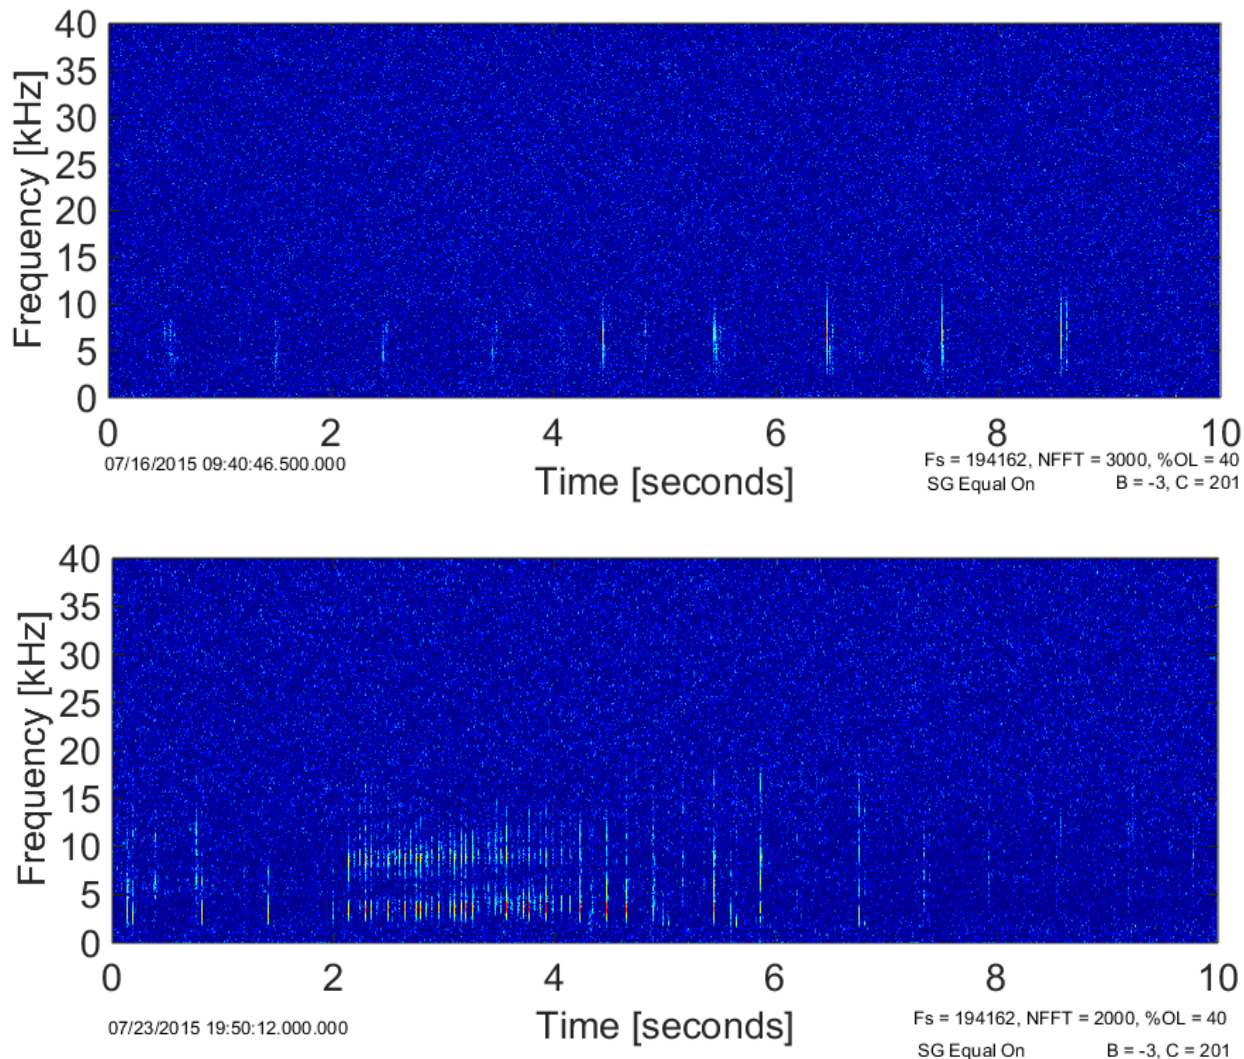 40
35
30
25
20
15
10
5
0
Frequency [kHz]
0 2 4 6 8 10
07/16/2015 09:40:46.500.000
Time [seconds]
Fs = 194162, NFFT = 3000, %OL = 40
SG Equal On B = -3, C = 201
40
35
30
25
20
15
10
5
0
Frequency [kHz]
0 2 4 6 8 10
07/23/2015 19:50:12.000.000
Time [seconds]
Fs = 194162, NFFT = 2000, %OL = 40
SG Equal On B = -3, C = 201